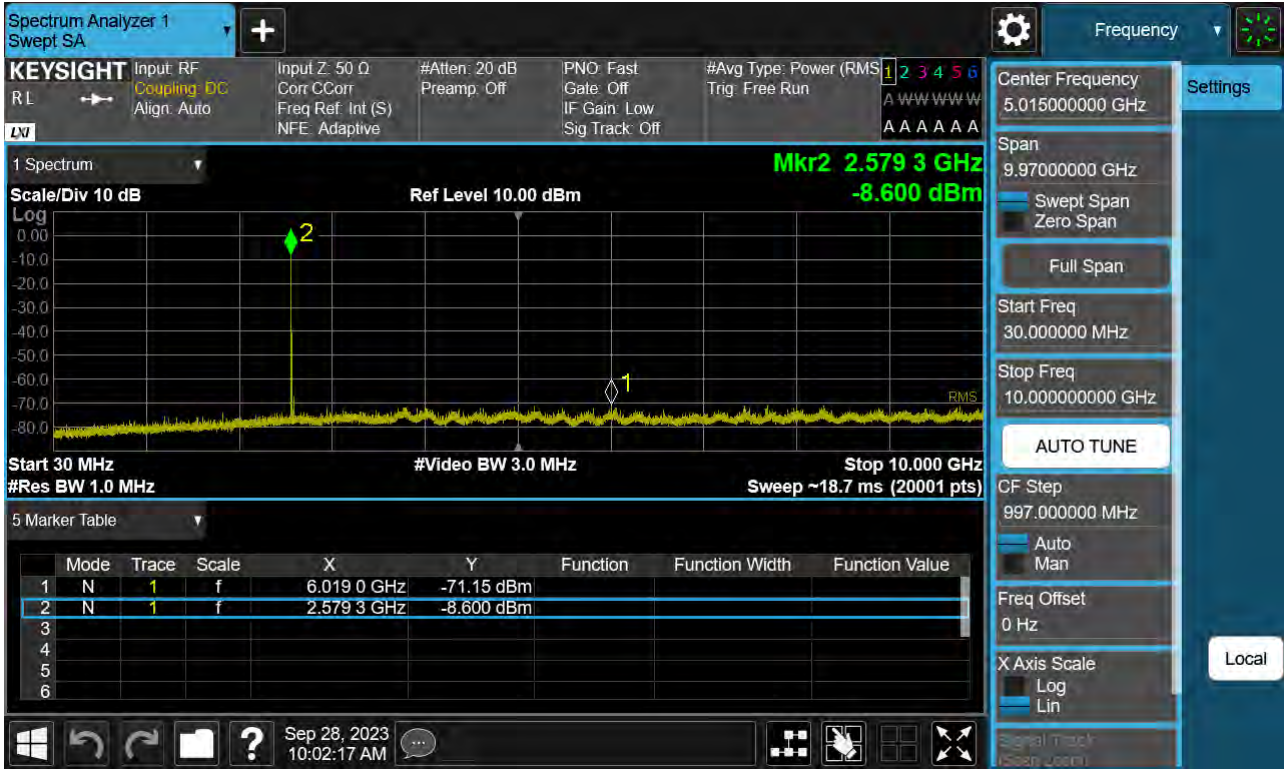 Spectrum Analyzer 1
Swept SA
+
Frequency
KEYSIGHT
RL
LXI
Input: RF
Coupling: DC
Align: Auto
Input Z: 50 Ω
Corr CCorr
Freq Ref: Int (S)
NFE: Adaptive
#Atten: 20 dB
Preamp: Off
PNO: Fast
Gate: Off
IF Gain: Low
Sig Track: Off
#Avg Type: Power (RMS
Trig: Free Run
1 2 3 4 5 6
A W W W W W
A A A A A A
1 Spectrum
Mkr2 2.579 3 GHz
-8.600 dBm
Scale/Div 10 dB
Ref Level 10.00 dBm
Log
0.00
-10.0
-20.0
-30.0
-40.0
-50.0
-60.0
-70.0
-80.0
2
1
RMS
Start 30 MHz
#Video BW 3.0 MHz
Stop 10.000 GHz
#Res BW 1.0 MHz
Sweep ~18.7 ms (20001 pts)
5 Marker Table
Mode Trace Scale X Y Function Function Width Function Value
1 N 1 f 6.019 0 GHz -71.15 dBm
2 N 1 f 2.579 3 GHz -8.600 dBm
3
4
5
6
?
Sep 28, 2023
10:02:17 AM
Center Frequency
5.015000000 GHz
Span
9.97000000 GHz
Swept Span
Zero Span
Full Span
Start Freq
30.000000 MHz
Stop Freq
10.000000000 GHz
AUTO TUNE
CF Step
997.000000 MHz
Auto
Man
Freq Offset
0 Hz
X Axis Scale
Log
Lin
Signal Track
(Span Zoom)
Settings
Local